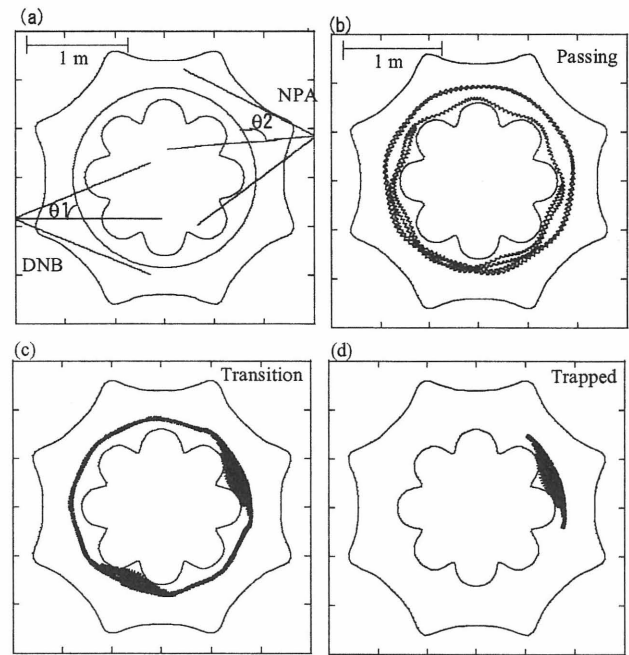 (a)
1 m
NPA
θ2
θ1
DNB
(b)
1 m
Passing
(c)
Transition
(d)
Trapped